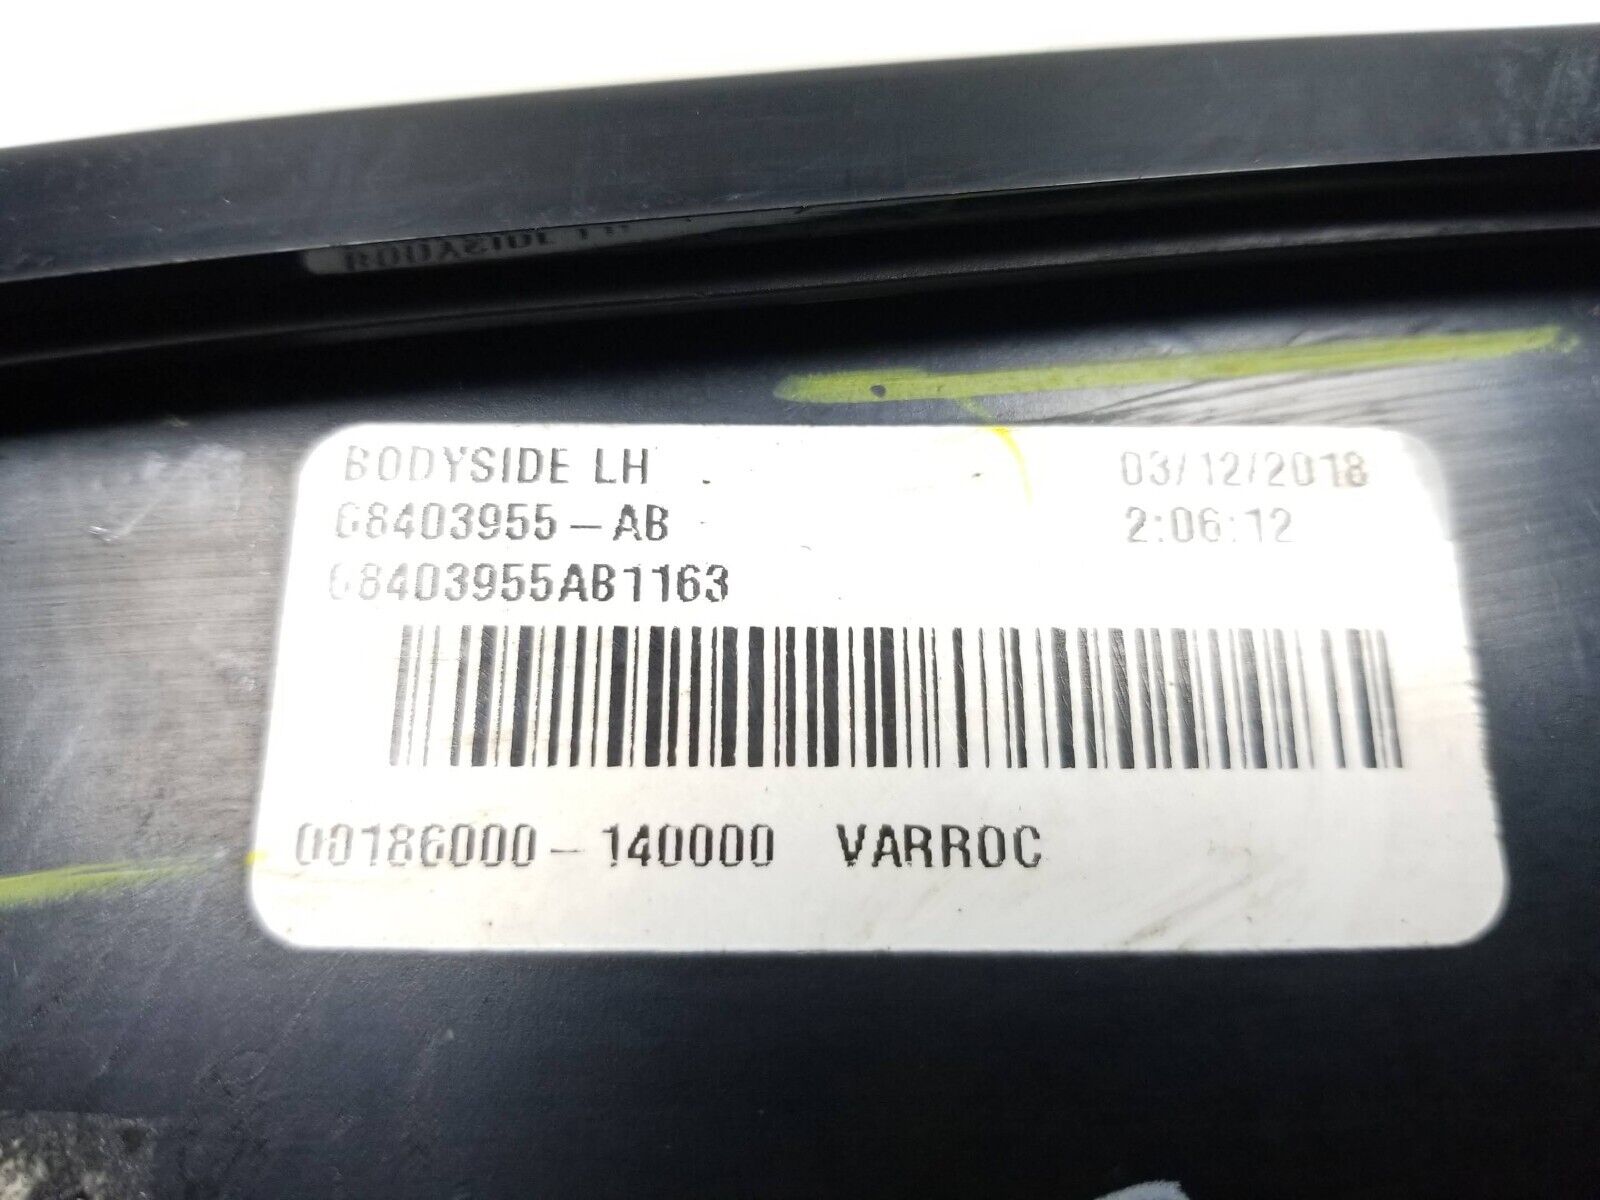 BODYSIDE LH 03/12/2018
68403955-AB 2:06:12
68403955AB1163
00186000-140000 VARROC